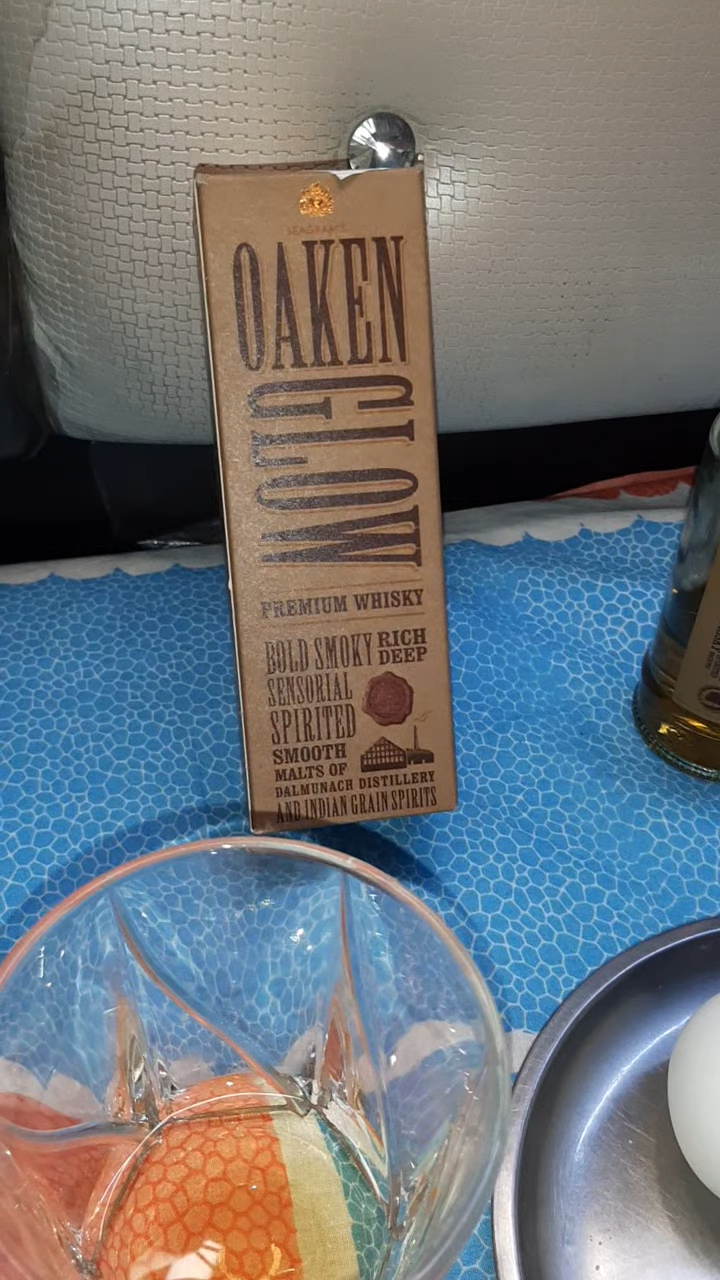 SEAGRAM'S
OAKEN
GLOW
PREMIUM WHISKY
BOLD SMOKY RICH DEEP
SENSORIAL
SPIRITED
SMOOTH
MALTS OF
DALMUNACH DISTILLERY
AND INDIAN GRAIN SPIRITS